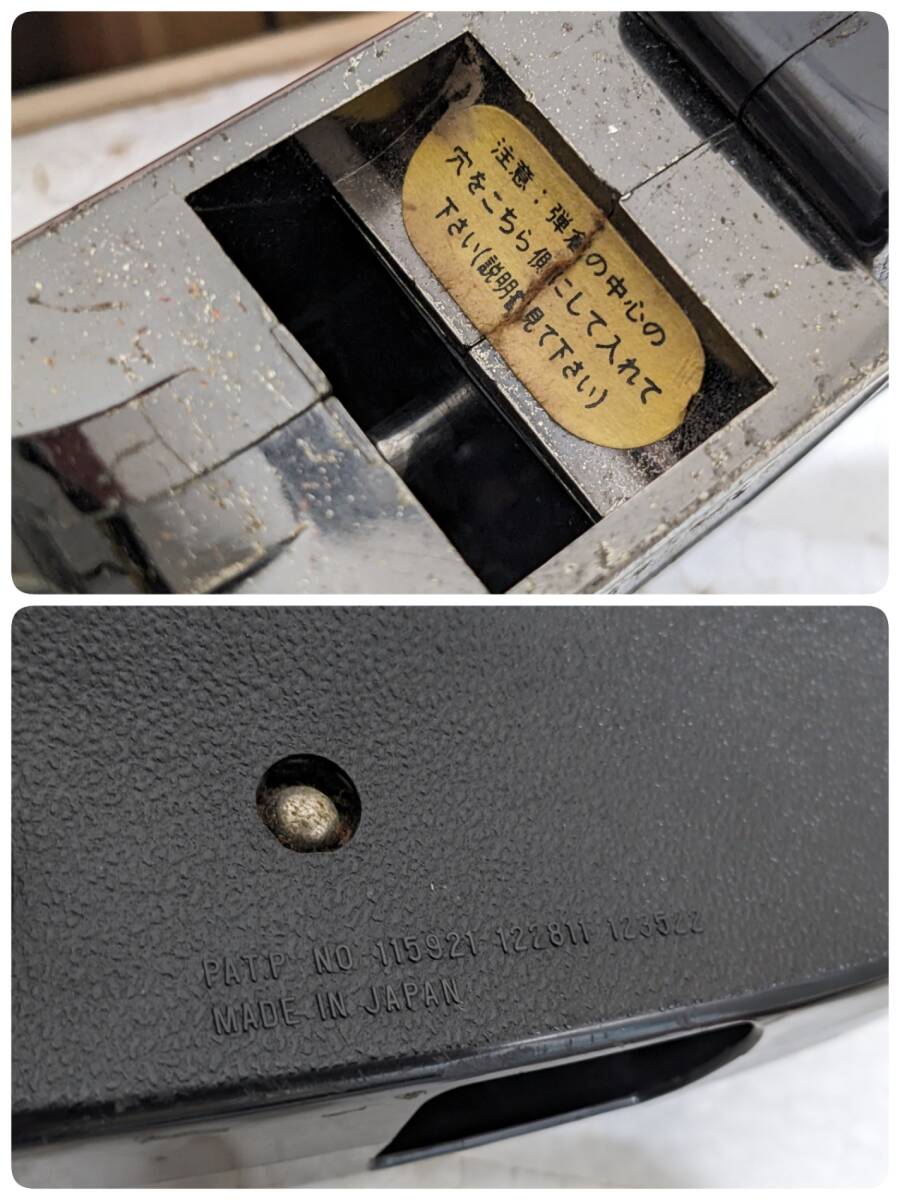 注意：弾倉の中心の
穴をこちら側にして入れて
下さい(説明書見て下さい)
PAT.P NO 115921 122811 123522
MADE IN JAPAN